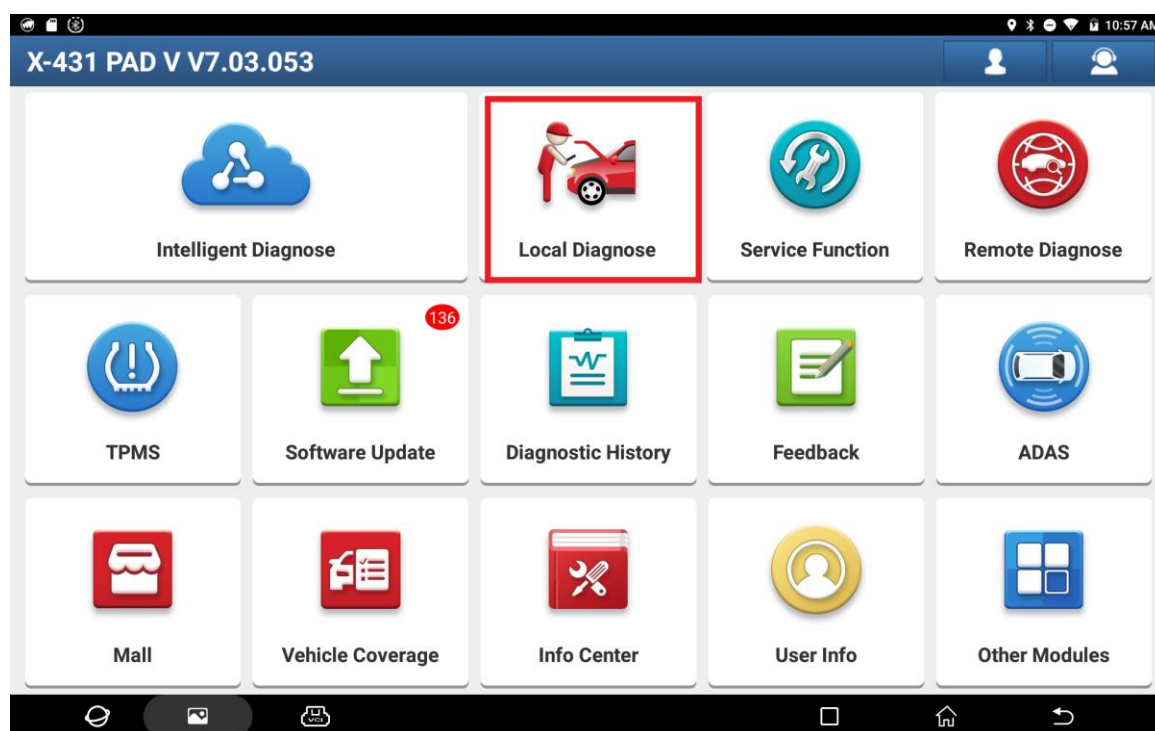 10:57 AM
X-431 PAD V V7.03.053
Intelligent Diagnose
Local Diagnose
Service Function
Remote Diagnose
136
TPMS
Software Update
Diagnostic History
Feedback
ADAS
Mall
Vehicle Coverage
Info Center
User Info
Other Modules
VCI